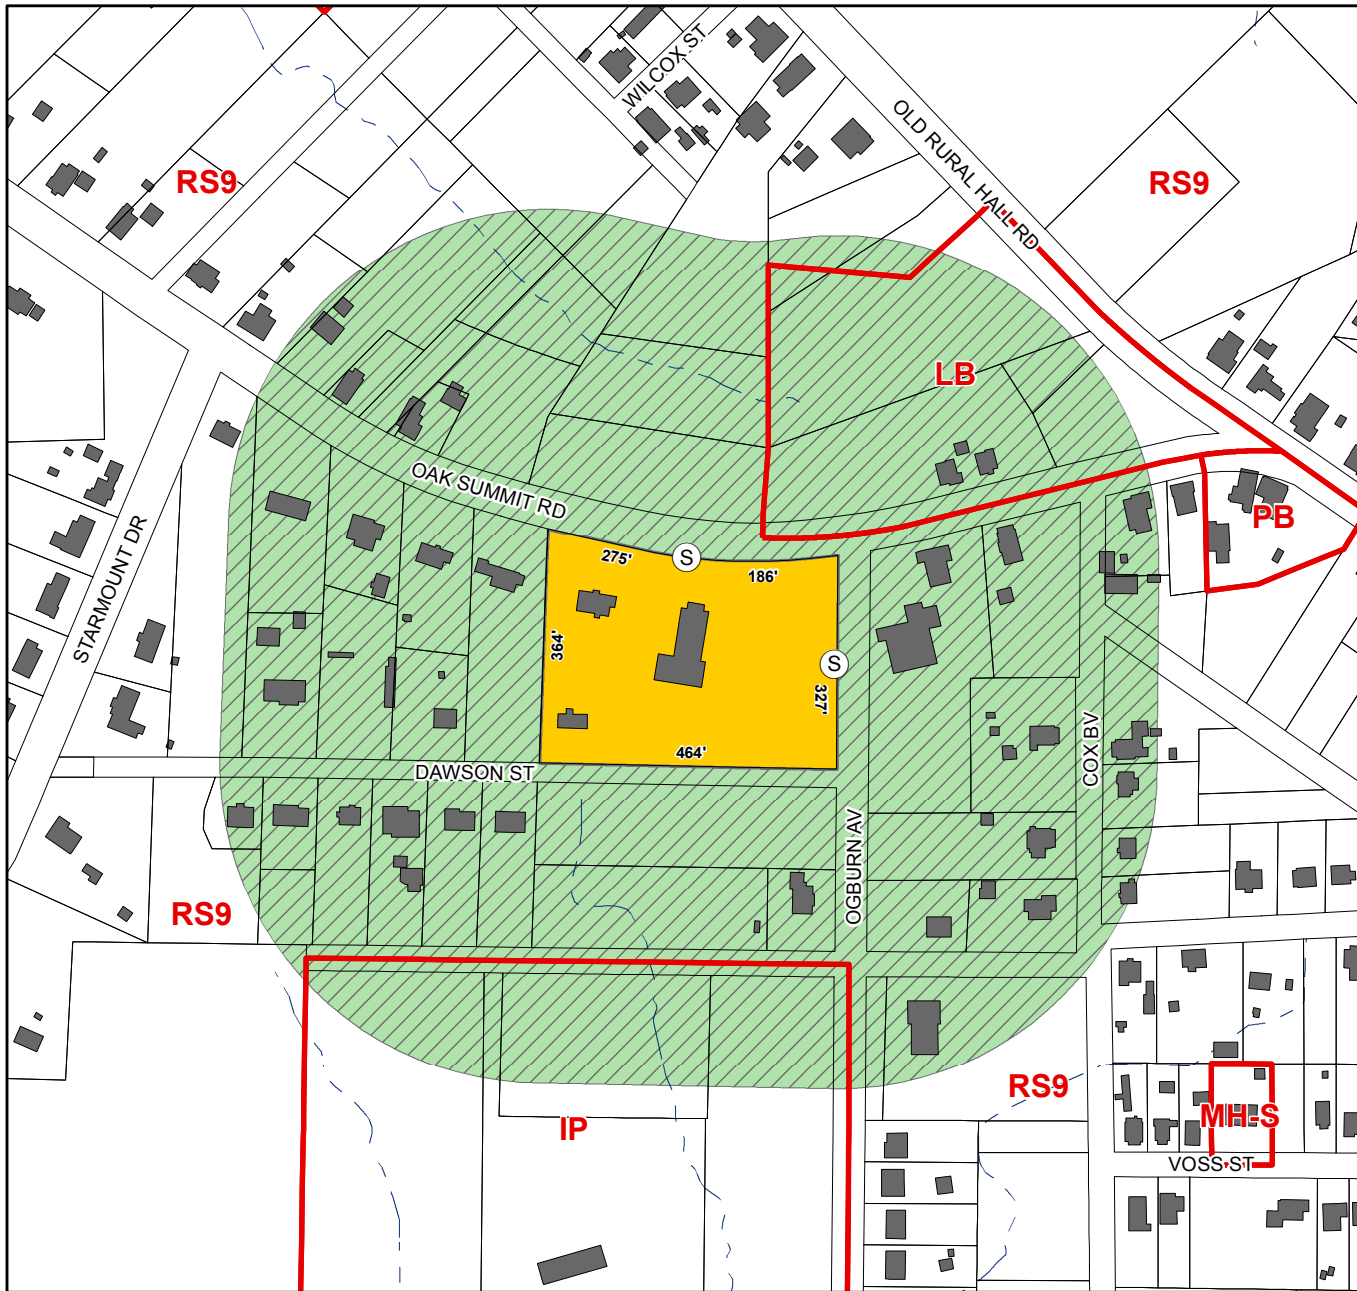 WILCOX ST
OLD RURAL HALL RD
RS9
RS9
LB
OAK SUMMIT RD
PB
STARMOUNT DR
275'
S
186'
364'
S
327'
464'
COX BV
DAWSON ST
OGBURN AV
RS9
RS9
IP
MH-S
VOSS ST